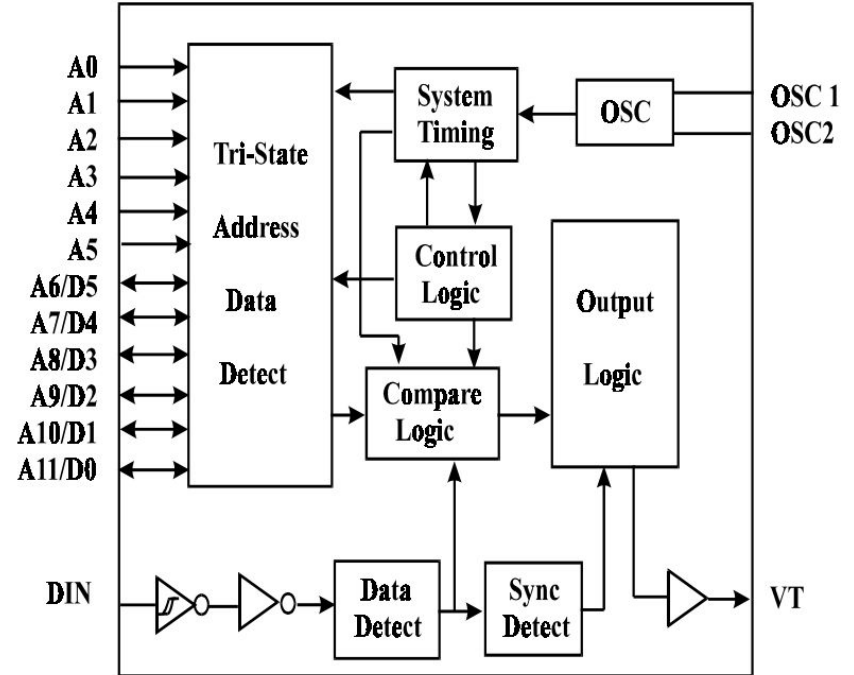 A0
A1
A2
A3
A4
A5
A6/D5
A7/D4
A8/D3
A9/D2
A10/D1
A11/D0
DIN
Tri-State
Address
Data
Detect
System
Timing
OSC
OSC 1
OSC2
Control
Logic
Output
Logic
Compare
Logic
Data
Detect
Sync
Detect
VT